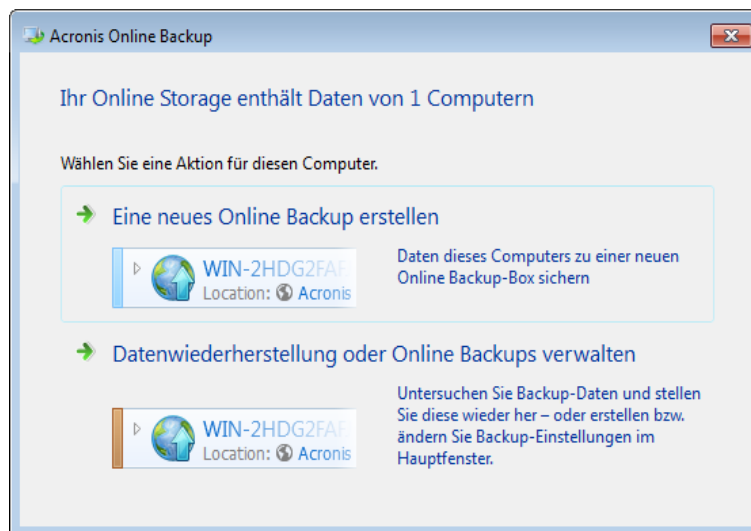 Acronis Online Backup
Ihr Online Storage enthält Daten von 1 Computern
Wählen Sie eine Aktion für diesen Computer.
Eine neues Online Backup erstellen
WIN-2HDG2FAF
Location: Acronis
Daten dieses Computers zu einer neuen
Online Backup-Box sichern
Datenwiederherstellung oder Online Backups verwalten
WIN-2HDG2FAF
Location: Acronis
Untersuchen Sie Backup-Daten und stellen
Sie diese wieder her – oder erstellen bzw.
ändern Sie Backup-Einstellungen im
Hauptfenster.